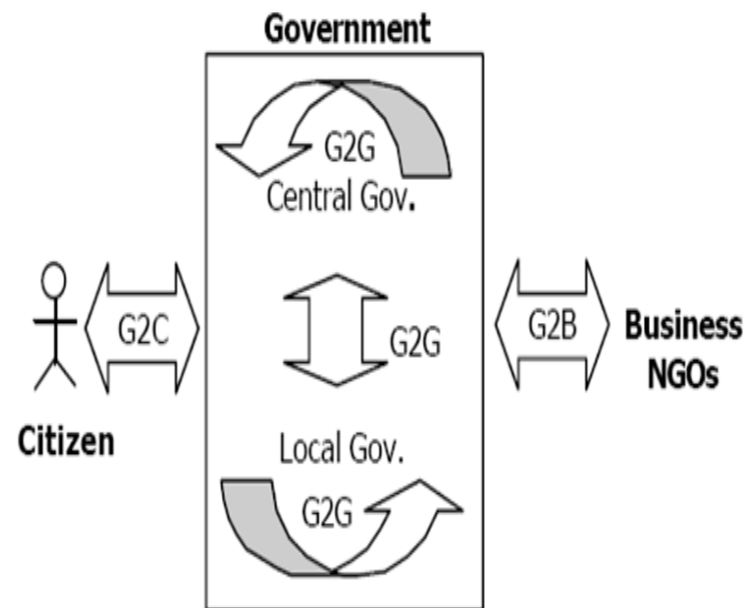 Government
G2G
Central Gov.
G2C
G2G
G2B
Business
NGOs
Citizen
Local Gov.
G2G